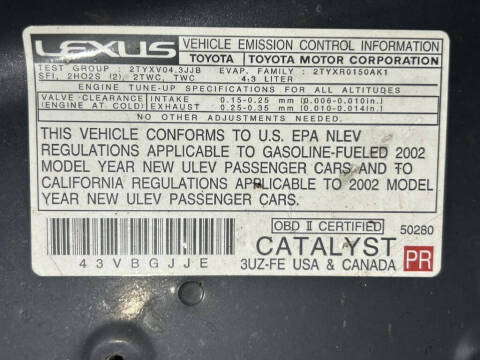 LEXUS VEHICLE EMISSION CONTROL INFORMATION
TOYOTA TOYOTA MOTOR CORPORATION
TEST GROUP : 2TYXV04.3JJB EVAP. FAMILY : 2TYXR0150AK1
SFI, 2HO2S (2), 2TWC, TWC 4.3 LITER
ENGINE TUNE-UP SPECIFICATIONS FOR ALL ALTITUDES
VALVE-CLEARANCE INTAKE 0.15-0.25 mm (0.006-0.010in.)
(ENGINE AT COLD) EXHAUST 0.25-0.35 mm (0.010-0.014in.)
NO OTHER ADJUSTMENTS NEEDED.
THIS VEHICLE CONFORMS TO U.S. EPA NLEV
REGULATIONS APPLICABLE TO GASOLINE-FUELED 2002
MODEL YEAR NEW ULEV PASSENGER CARS AND TO
CALIFORNIA REGULATIONS APPLICABLE TO 2002 MODEL
YEAR NEW ULEV PASSENGER CARS.
OBD II CERTIFIED 50280
CATALYST PR
43VBGJJE 3UZ-FE USA & CANADA